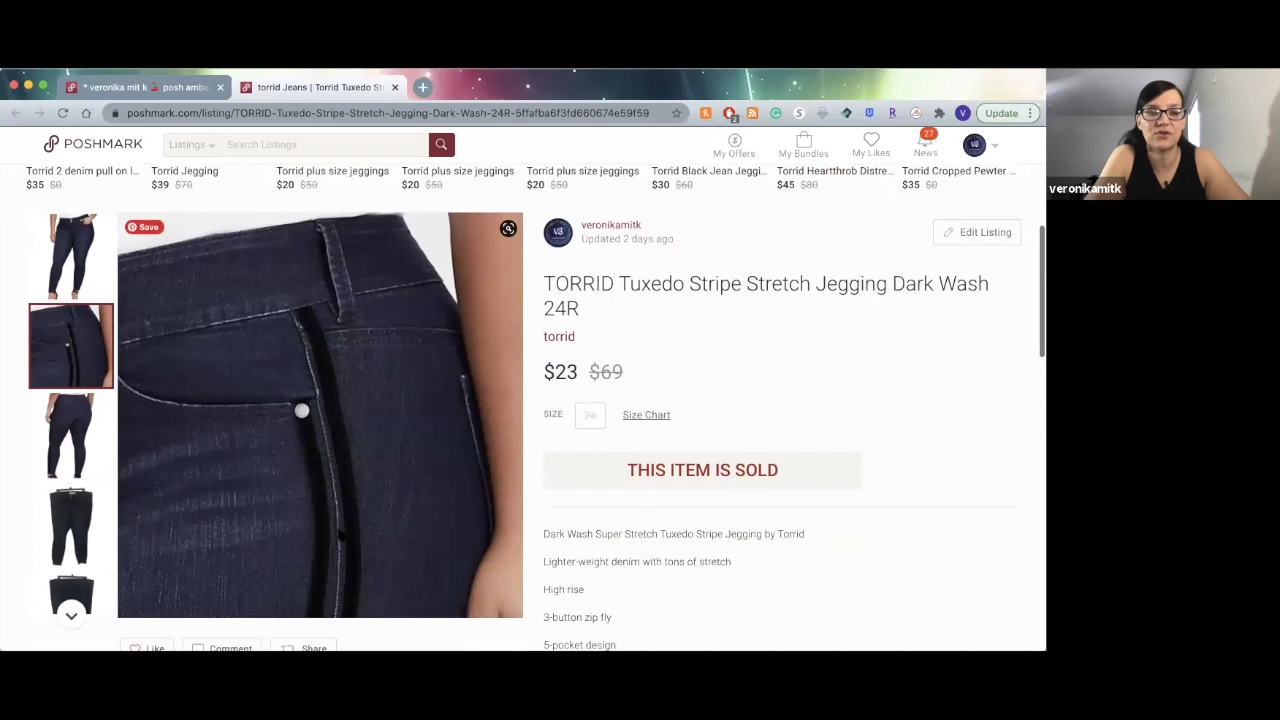 * veronika mit k 🍒 posh amba
torrid Jeans | Torrid Tuxedo St
poshmark.com/listing/TORRID-Tuxedo-Stripe-Stretch-Jegging-Dark-Wash-24R-5ffafba6f3fd660674e59f59
Update
POSHMARK
Listings
Search Listings
My Offers
My Bundles
My Likes
27
News
Torrid 2 denim pull on l...
$35 $0
Torrid Jegging
$39 $70
Torrid plus size jeggings
$20 $50
Torrid plus size jeggings
$20 $50
Torrid plus size jeggings
$20 $50
Torrid Black Jean Jeggi...
$30 $60
Torrid Heartthrob Distre...
$45 $80
Torrid Cropped Pewter ...
$35 $0
veronikamitk
Save
veronikamitk
Updated 2 days ago
Edit Listing
TORRID Tuxedo Stripe Stretch Jegging Dark Wash
24R
torrid
$23 $69
SIZE
24
Size Chart
THIS ITEM IS SOLD
Dark Wash Super Stretch Tuxedo Stripe Jegging by Torrid
Lighter-weight denim with tons of stretch
High rise
3-button zip fly
5-pocket design
Like
Comment
Share